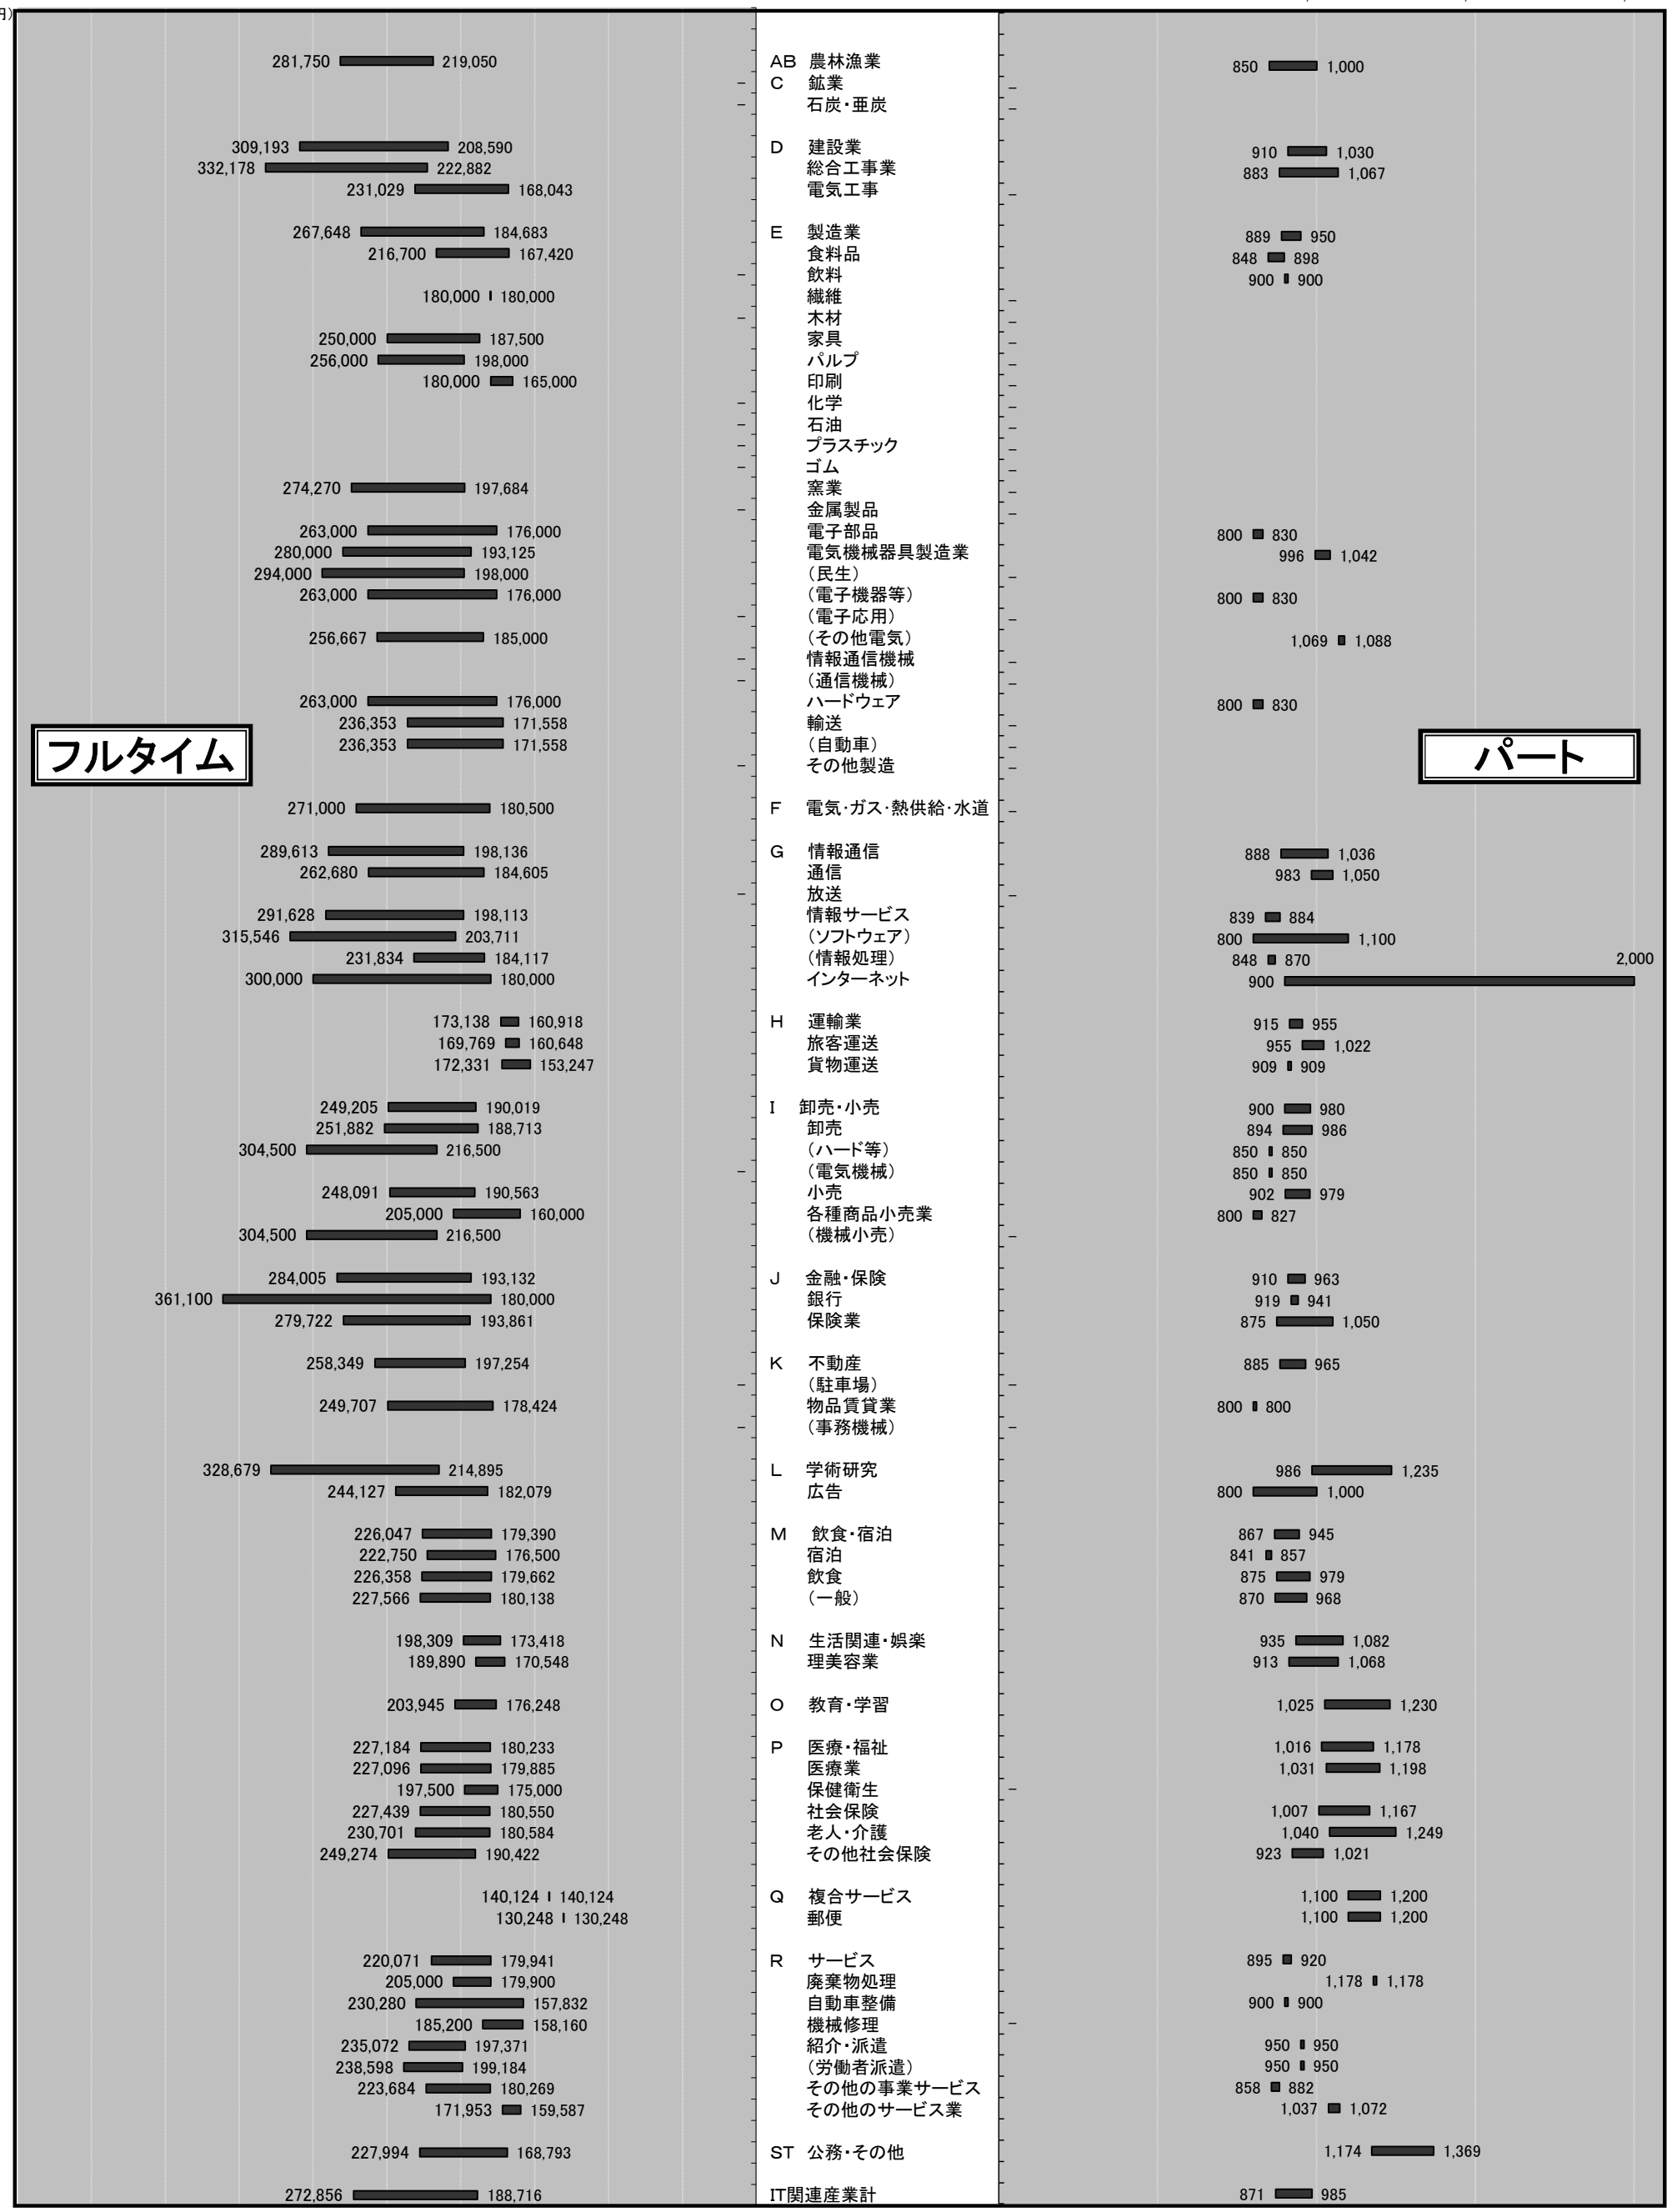 円)
281,750 219,050 AB 農林漁業 850 1,000
C 鉱業
石炭・亜炭
309,193 208,590 D 建設業 910 1,030
332,178 222,882 総合工事業 883 1,067
231,029 168,043 電気工事
267,648 184,683 E 製造業 889 950
216,700 167,420 食料品 848 898
飲料 900 900
180,000 180,000 繊維
木材
250,000 187,500 家具
256,000 198,000 パルプ
180,000 165,000 印刷
化学
石油
プラスチック
ゴム
274,270 197,684 窯業
金属製品
263,000 176,000 電子部品 800 830
280,000 193,125 電気機械器具製造業 996 1,042
294,000 198,000 (民生)
263,000 176,000 (電子機器等) 800 830
(電子応用)
256,667 185,000 (その他電気) 1,069 1,088
情報通信機械
(通信機械)
263,000 176,000 ハードウェア 800 830
236,353 171,558 輸送
フルタイム 236,353 171,558 (自動車) パート
その他製造
271,000 180,500 F 電気・ガス・熱供給・水道
289,613 198,136 G 情報通信 888 1,036
262,680 184,605 通信 983 1,050
放送
291,628 198,113 情報サービス 839 884
315,546 203,711 (ソフトウェア) 800 1,100
231,834 184,117 (情報処理) 848 870 2,000
300,000 180,000 インターネット 900
173,138 160,918 H 運輸業 915 955
169,769 160,648 旅客運送 955 1,022
172,331 153,247 貨物運送 909 909
249,205 190,019 I 卸売・小売 900 980
251,882 188,713 卸売 894 986
304,500 216,500 (ハード等) 850 850
(電気機械) 850 850
248,091 190,563 小売 902 979
205,000 160,000 各種商品小売業 800 827
304,500 216,500 (機械小売)
284,005 193,132 J 金融・保険 910 963
361,100 180,000 銀行 919 941
279,722 193,861 保険業 875 1,050
258,349 197,254 K 不動産 885 965
(駐車場)
249,707 178,424 物品賃貸業 800 800
(事務機械)
328,679 214,895 L 学術研究 986 1,235
244,127 182,079 広告 800 1,000
226,047 179,390 M 飲食・宿泊 867 945
222,750 176,500 宿泊 841 857
226,358 179,662 飲食 875 979
227,566 180,138 (一般) 870 968
198,309 173,418 N 生活関連・娯楽 935 1,082
189,890 170,548 理美容業 913 1,068
203,945 176,248 O 教育・学習 1,025 1,230
227,184 180,233 P 医療・福祉 1,016 1,178
227,096 179,885 医療業 1,031 1,198
197,500 175,000 保健衛生
227,439 180,550 社会保険 1,007 1,167
230,701 180,584 老人・介護 1,040 1,249
249,274 190,422 その他社会保険 923 1,021
140,124 140,124 Q 複合サービス 1,100 1,200
130,248 130,248 郵便 1,100 1,200
220,071 179,941 R サービス 895 920
205,000 179,900 廃棄物処理 1,178 1,178
230,280 157,832 自動車整備 900 900
185,200 158,160 機械修理
235,072 197,371 紹介・派遣 950 950
238,598 199,184 (労働者派遣) 950 950
223,684 180,269 その他の事業サービス 858 882
171,953 159,587 その他のサービス業 1,037 1,072
227,994 168,793 ST 公務・その他 1,174 1,369
272,856 188,716 IT関連産業計 871 985